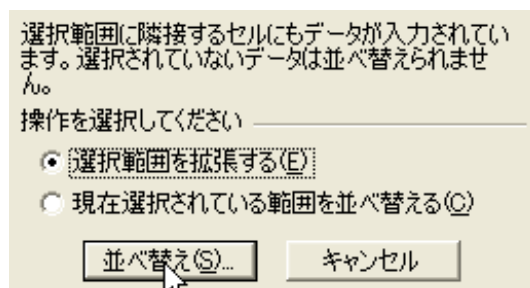 選択範囲に隣接するセルにもデータが入力されてい
ます。選択されていないデータは並べ替えられませ
ん。
操作を選択してください
選択範囲を拡張する(E)
現在選択されている範囲を並べ替える(C)
並べ替え(S)... キャンセル